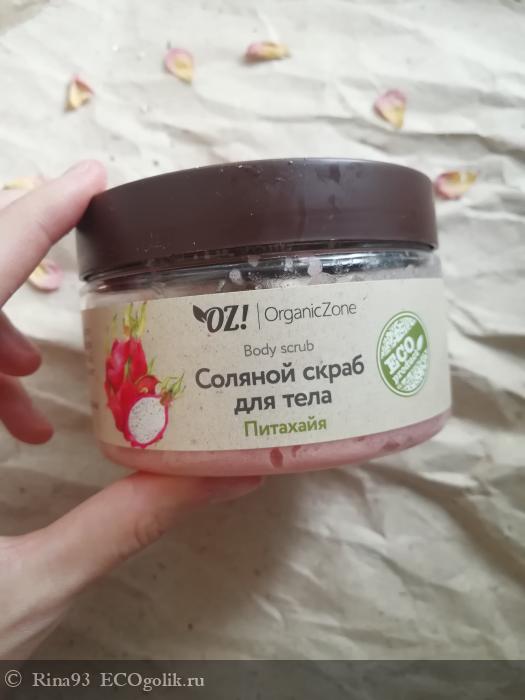 OZ! | OrganicZone
Body scrub
Соляной скраб
для тела
Питахайя
ECO
© Rina93 ECOgolik.ru